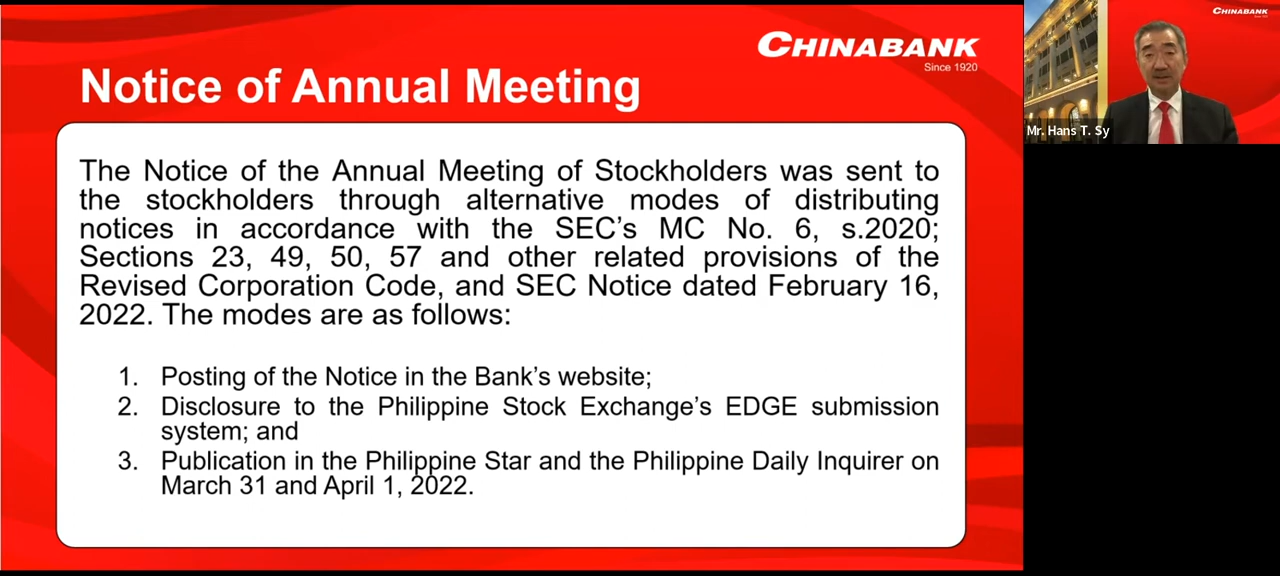 CHINABANK
Since 1920
Notice of Annual Meeting
The Notice of the Annual Meeting of Stockholders was sent to
the stockholders through alternative modes of distributing
notices in accordance with the SEC's MC No. 6, s.2020;
Sections 23, 49, 50, 57 and other related provisions of the
Revised Corporation Code, and SEC Notice dated February 16,
2022. The modes are as follows:
1. Posting of the Notice in the Bank's website;
2. Disclosure to the Philippine Stock Exchange's EDGE submission
system; and
3. Publication in the Philippine Star and the Philippine Daily Inquirer on
March 31 and April 1, 2022.
CHINABANK
Mr. Hans T. Sy